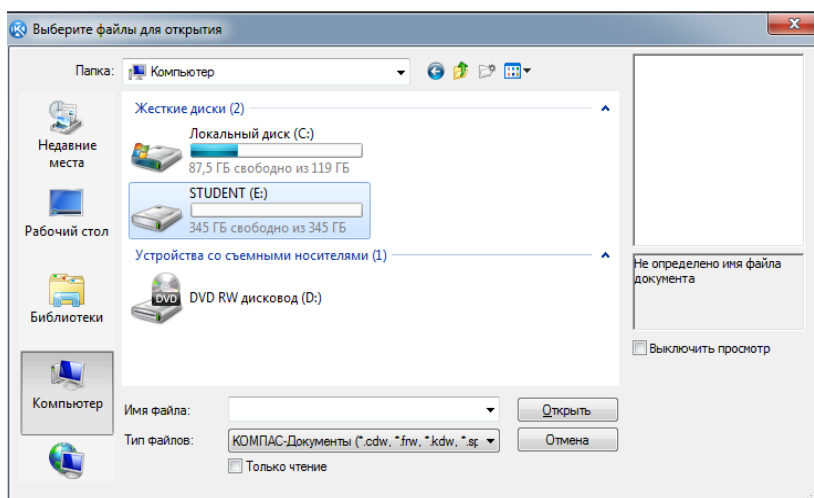 Выберите файлы для открытия
Папка:
Компьютер
Недавние
места
Рабочий стол
Библиотеки
Компьютер
Жесткие диски (2)
Локальный диск (C:)
87,5 ГБ свободно из 119 ГБ
STUDENT (E:)
345 ГБ свободно из 345 ГБ
Устройства со съемными носителями (1)
DVD
DVD RW дисковод (D:)
Не определено имя файла
документа
Выключить просмотр
Имя файла:
Открыть
Тип файлов:
КОМПАС-Документы (*.cdw, *.frw, *.kdw, *.sp
Отмена
Только чтение